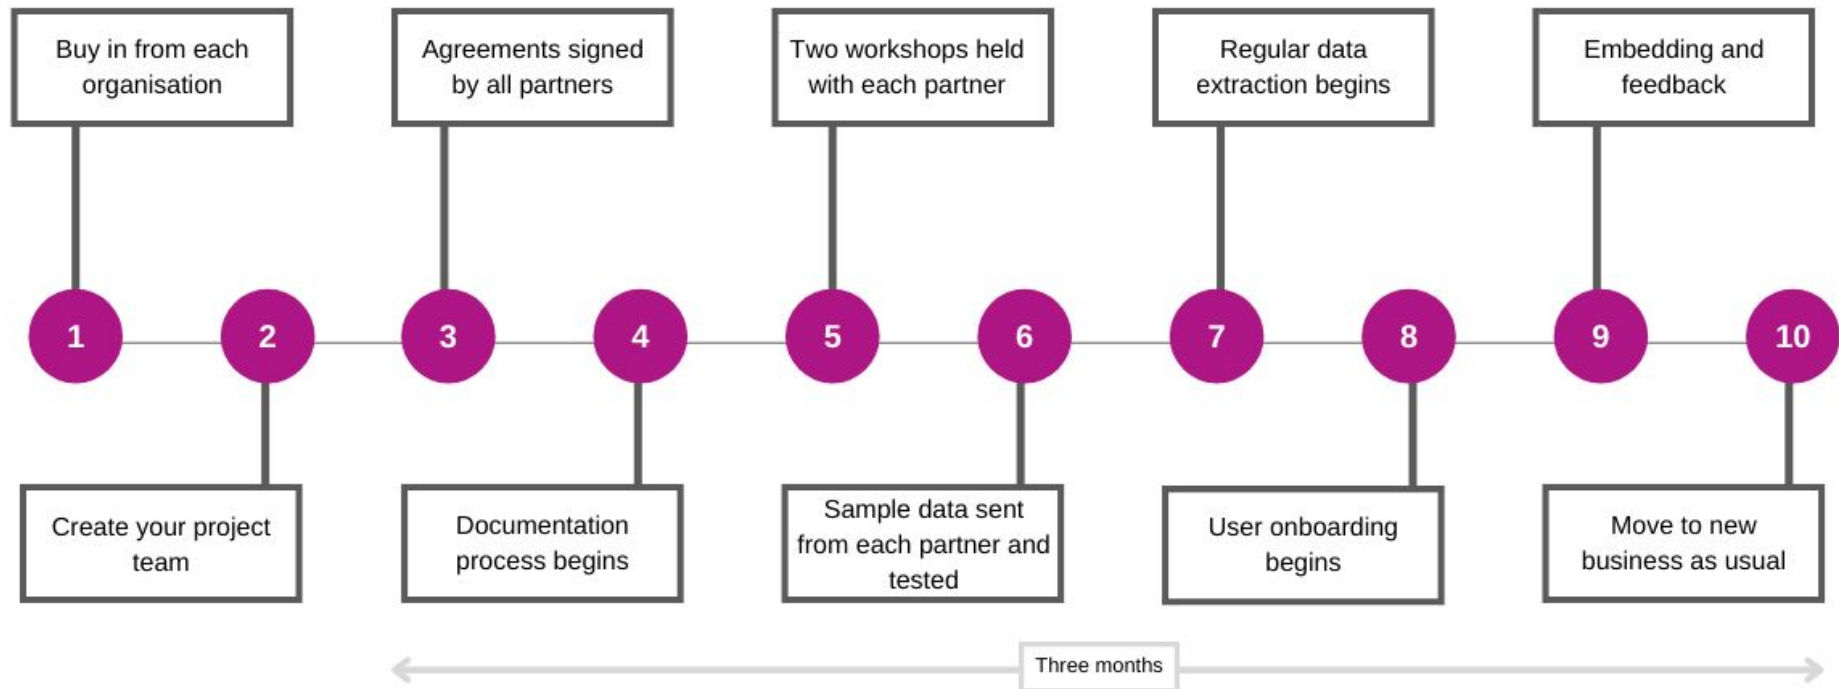 Buy in from each
organisation
Agreements signed
by all partners
Two workshops held
with each partner
Regular data
extraction begins
Embedding and
feedback
1
2
3
4
5
6
7
8
9
10
Create your project
team
Documentation
process begins
Sample data sent
from each partner and
tested
User onboarding
begins
Move to new
business as usual
Three months